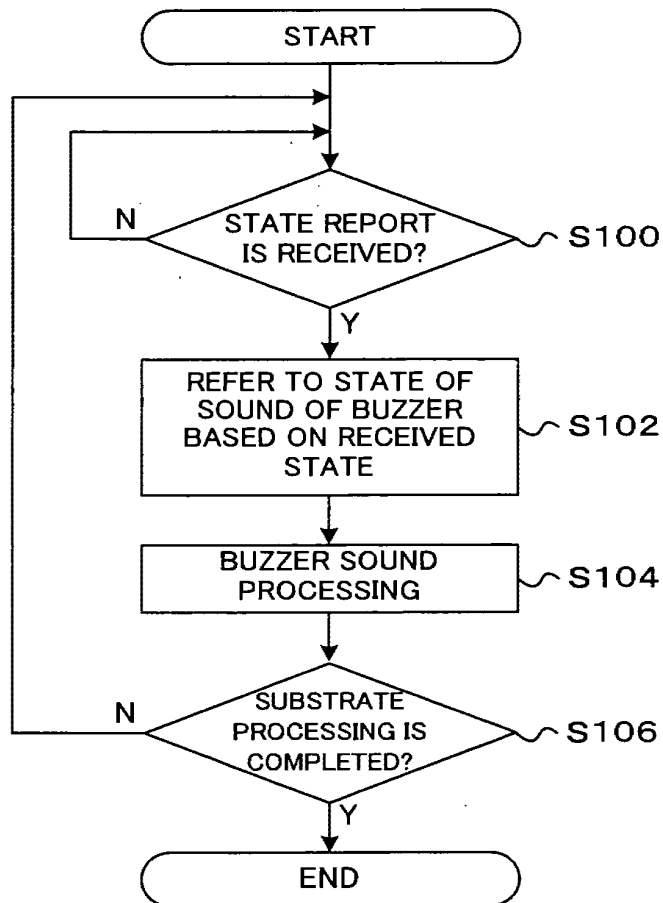 START
N
STATE REPORT
IS RECEIVED?
S100
Y
REFER TO STATE OF
SOUND OF BUZZER
BASED ON RECEIVED
STATE
S102
BUZZER SOUND
PROCESSING
S104
N
SUBSTRATE
PROCESSING IS
COMPLETED?
S106
Y
END